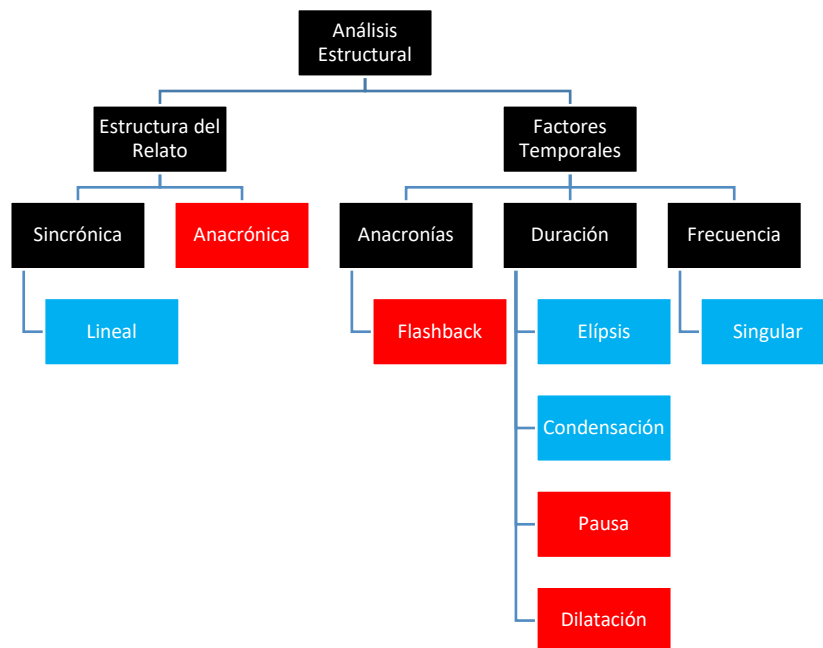 Análisis
Estructural
Estructura del
Relato
Factores
Temporales
Sincrónica
Anacrónica
Anacronías
Duración
Frecuencia
Lineal
Flashback
Elípsis
Singular
Condensación
Pausa
Dilatación